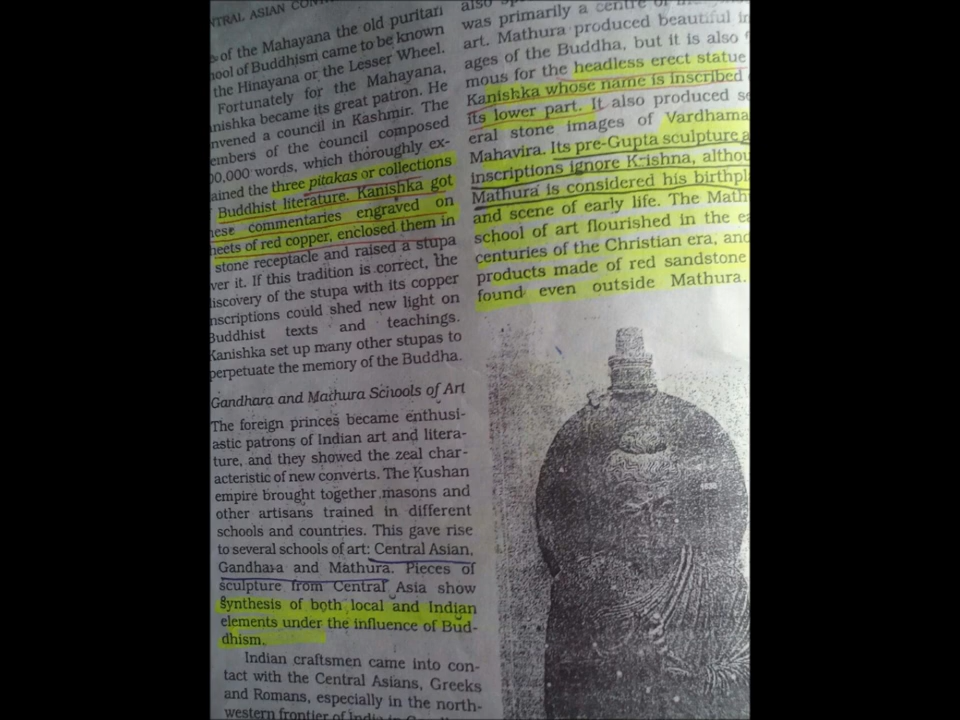 NTRAL ASIAN
of the Mahayana the old puritan
of Buddhism came to be known
the Hinayana or the Lesser Wheel.
Fortunately for the Mahayana,
nishka became its great patron. He
nvened a council in Kashmir. The
embers of the council composed
00,000 words, which thoroughly ex-
ained the three pitakas or collections
Buddhist literature. Kanishka got
hese commentaries engraved on
heets of red copper, enclosed them in
stone receptacle and raised a stupa
ver it. If this tradition is correct, the
iscovery of the stupa with its copper
nscriptions could shed new light on
Buddhist texts and teachings.
Kanishka set up many other stupas to
perpetuate the memory of the Buddha.
Gandhara and Mathura Schools of Art
The foreign princes became enthusi-
astic patrons of Indian art and litera-
ture, and they showed the zeal char-
acteristic of new converts. The Kushan
empire brought together masons and
other artisans trained in different
schools and countries. This gave rise
to several schools of art: Central Asian,
Gandhara and Mathura. Pieces of
sculpture from Central Asia show
synthesis of both local and Indian
elements under the influence of Bud-
dhism.
Indian craftsmen came into con-
tact with the Central Asians, Greeks
and Romans, especially in the north-
western frontier of India in
also
was primarily a centre of
art. Mathura produced beautiful
ages of the Buddha, but it is also
mous for the headless erect statue
Kanishka whose name is inscribed
its lower part. It also produced
eral stone images of Vardhama
Mahavira. Its pre-Gupta sculpture
inscriptions ignore Krishna, althou
Mathura is considered his birthpl
and scene of early life. The Math
school of art flourished in the ea
centuries of the Christian era, and
products made of red sandstone
found even outside Mathura.